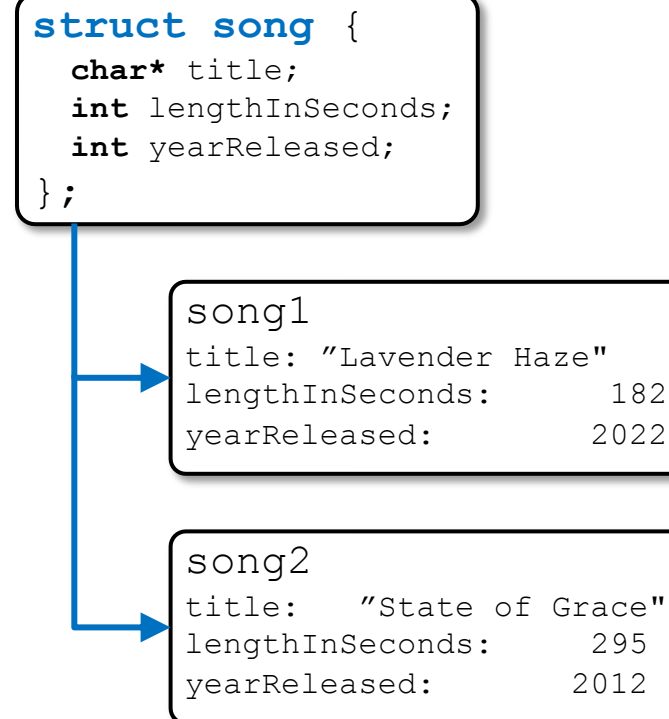 struct song {
char* title;
int lengthInSeconds;
int yearReleased;
};
song1
title: ″Lavender Haze"
lengthInSeconds: 182
yearReleased: 2022
song2
title: ″State of Grace"
lengthInSeconds: 295
yearReleased: 2012